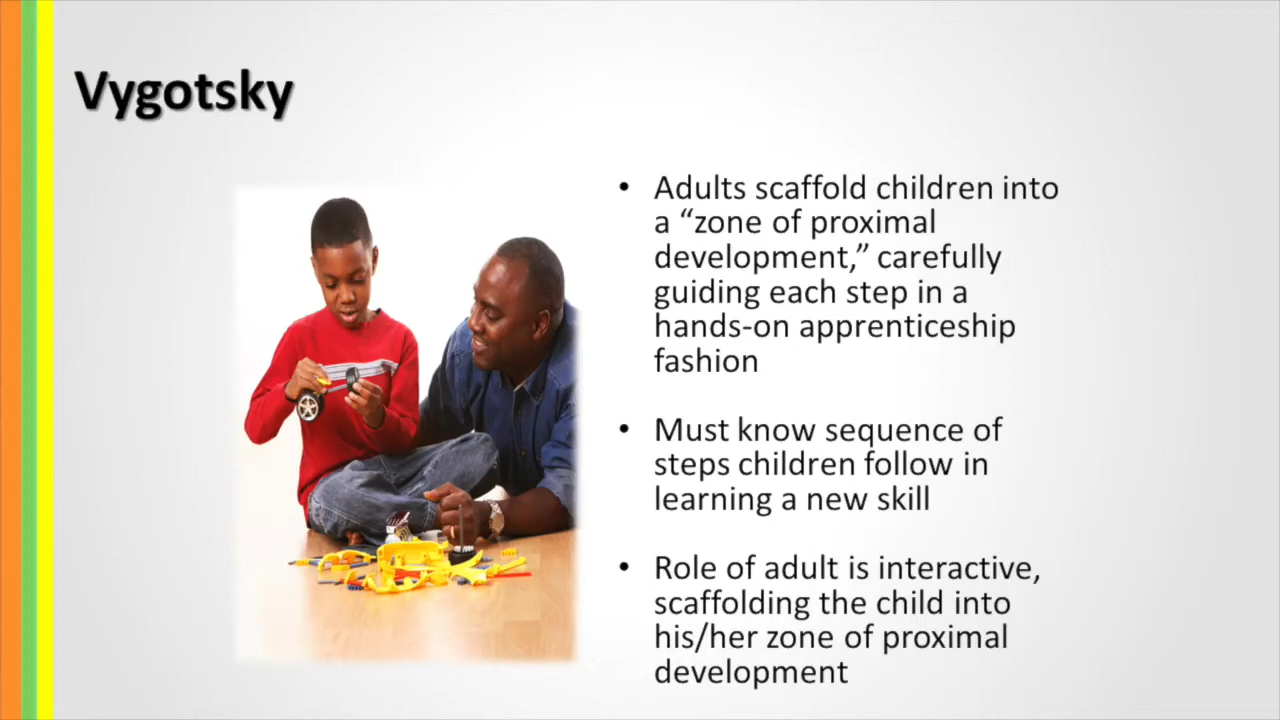 Vygotsky
• Adults scaffold children into
a “zone of proximal
development,” carefully
guiding each step in a
hands-on apprenticeship
fashion
• Must know sequence of
steps children follow in
learning a new skill
• Role of adult is interactive,
scaffolding the child into
his/her zone of proximal
development